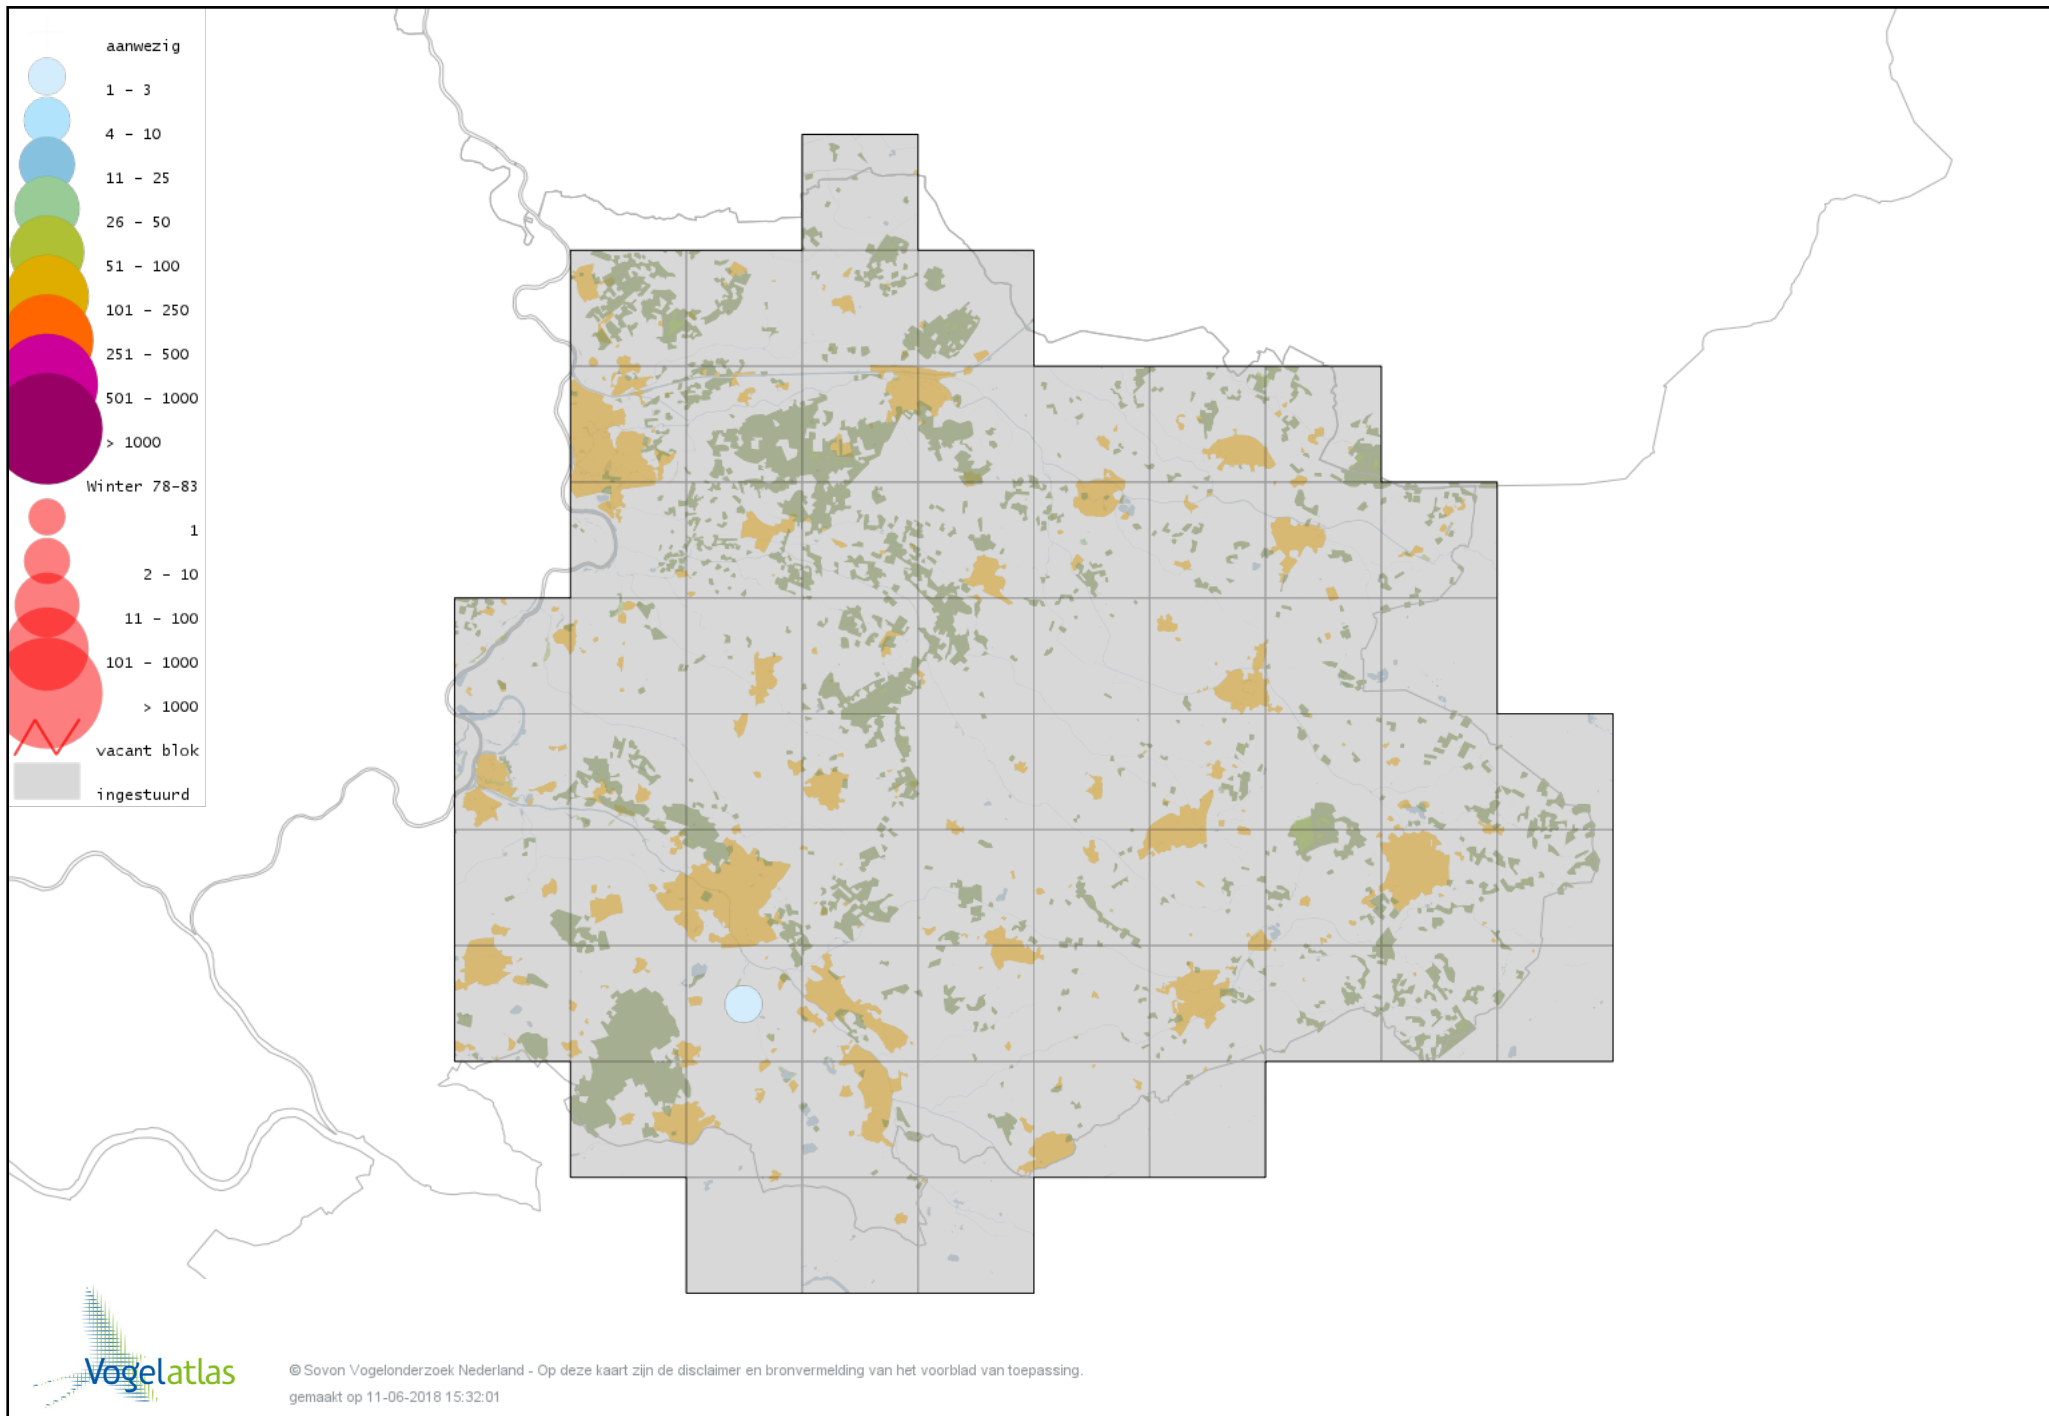 aanwezig
1 - 3
4 - 10
11 - 25
26 - 50
51 - 100
101 - 250
251 - 500
501 - 1000
> 1000
Winter 78-83
1
2 - 10
11 - 100
101 - 1000
> 1000
vacant blok
ingestuurd
Vogelatlas
© Sovon Vogelonderzoek Nederland - Op deze kaart zijn de disclaimer en bronvermelding van het voorblad van toepassing.
gemaakt op 11-06-2018 15:32:01